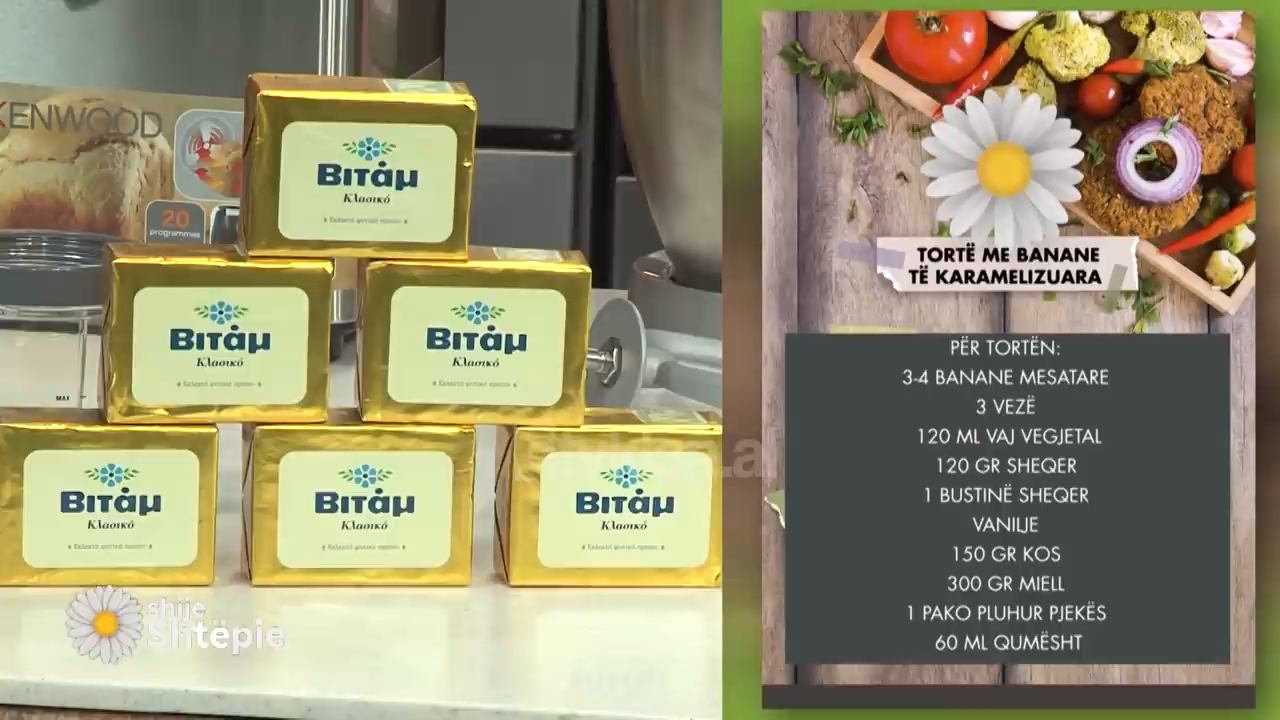 KENWOOD
20
programmes
MAX
Βιτάμ
Κλασικό
Βιτάμ
Κλασικό
Βιτάμ
Κλασικό
Βιτάμ
Κλασικό
Βιτάμ
Κλασικό
Βιτάμ
Κλασικό
shije
Shtëpie
TORTË ME BANANE
TË KARAMELIZUARA
PËR TORTËN:
3-4 BANANE MESATARE
3 VEZË
120 ML VAJ VEGJETAL
120 GR SHEQER
1 BUSTINË SHEQER
VANILJE
150 GR KOS
300 GR MIELL
1 PAKO PLUHUR PJEKËS
60 ML QUMËSHT